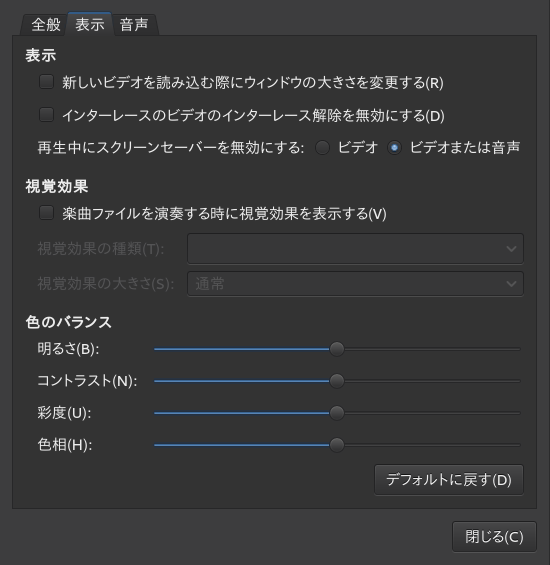 全般 表示 音声
表示
新しいビデオを読み込む際にウィンドウの大きさを変更する(R)
インターレースのビデオのインターレース解除を無効にする(D)
再生中にスクリーンセーバーを無効にする: ビデオ ビデオまたは音声
視覚効果
楽曲ファイルを演奏する時に視覚効果を表示する(V)
視覚効果の種類(T):
視覚効果の大きさ(S): 通常
色のバランス
明るさ(B):
コントラスト(N):
彩度(U):
色相(H):
デフォルトに戻す(D)
閉じる(C)